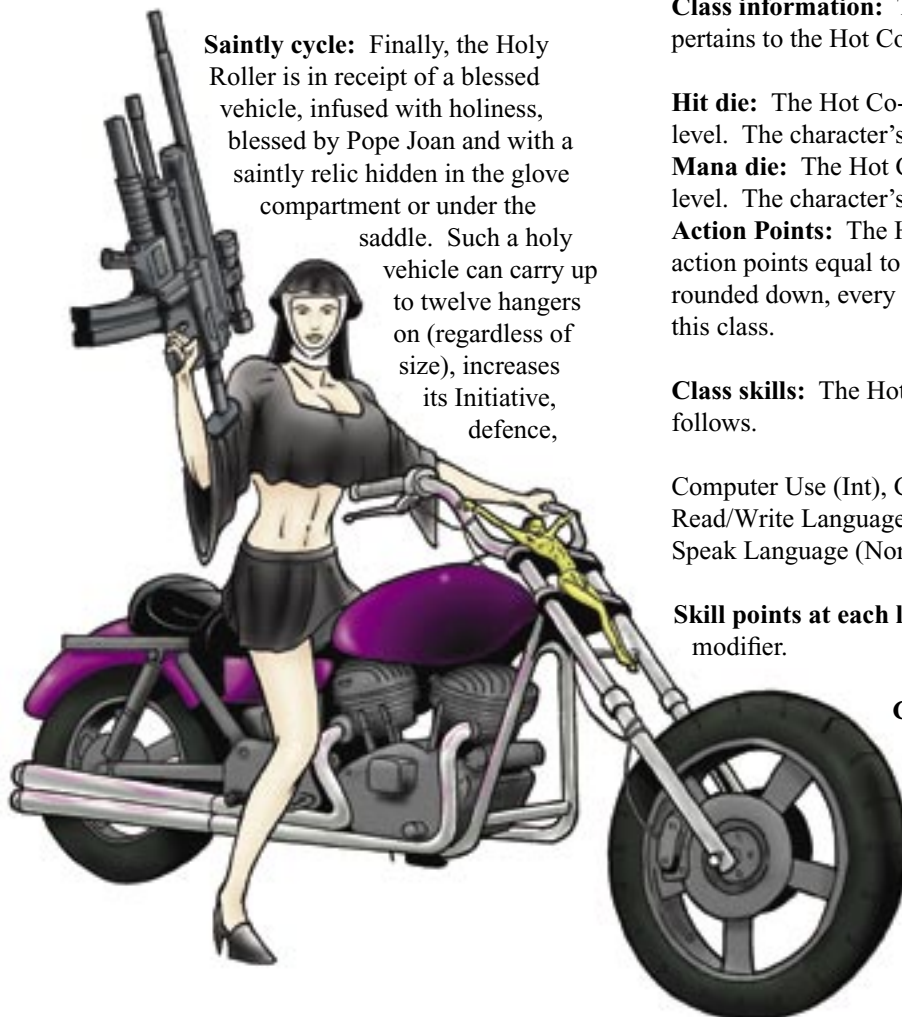 Saintly cycle: Finally, the Holy
Roller is in receipt of a blessed
vehicle, infused with holiness,
blessed by Pope Joan and with a
saintly relic hidden in the glove
compartment or under the
saddle. Such a holy
vehicle can carry up
to twelve hangers
on (regardless of
size), increases
its Initiative,
defence,
Class information:
pertains to the Hot
Hit die: The Hot
level. The character's
Mana die: The Hot
level. The character's
Action Points: The
action points equal to
rounded down, every
this class.
Class skills: The Hot
follows.
Computer Use (Int),
Read/Write Language
Speak Language
Skill points at each
modifier.